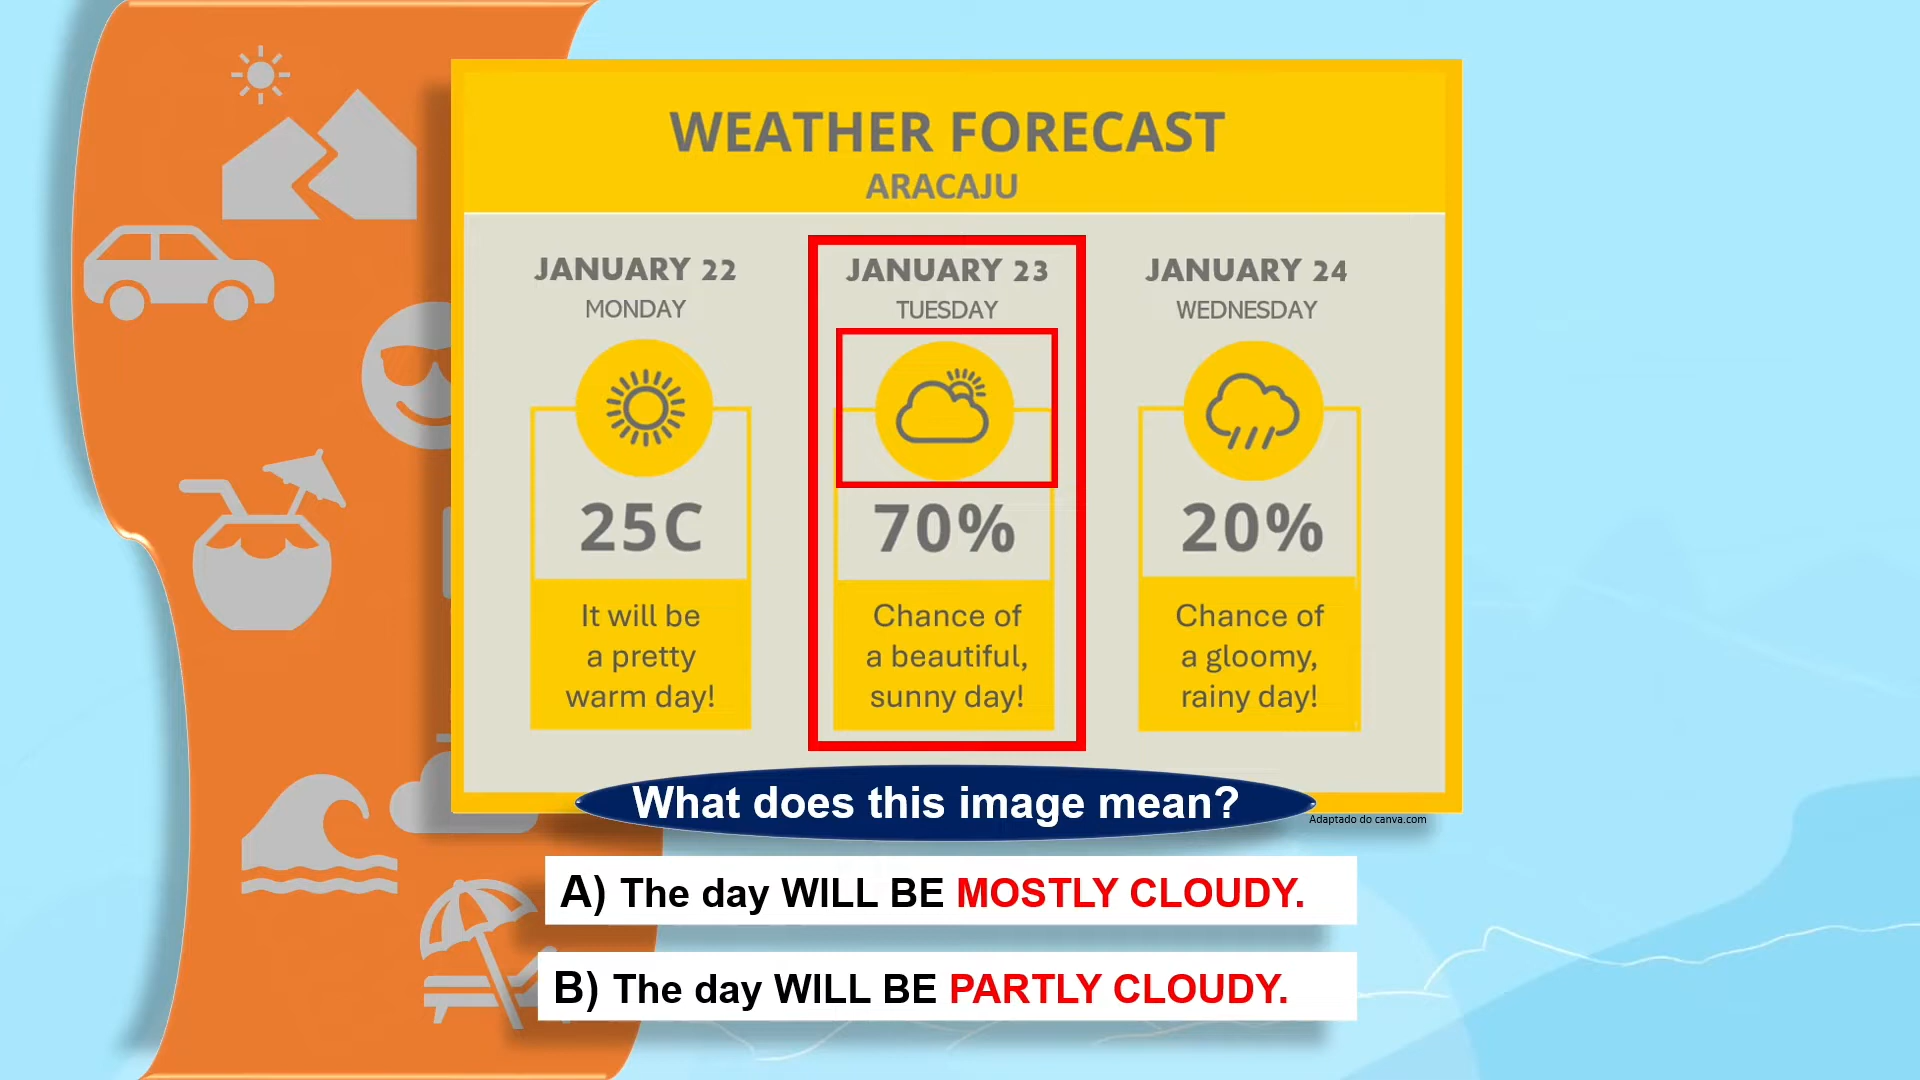 WEATHER FORECAST
ARACAJU
JANUARY 22
MONDAY
25C
It will be
a pretty
warm day!
JANUARY 23
TUESDAY
70%
Chance of
a beautiful,
sunny day!
JANUARY 24
WEDNESDAY
20%
Chance of
a gloomy,
rainy day!
What does this image mean?
Adaptado do canva.com
A) The day WILL BE MOSTLY CLOUDY.
B) The day WILL BE PARTLY CLOUDY.